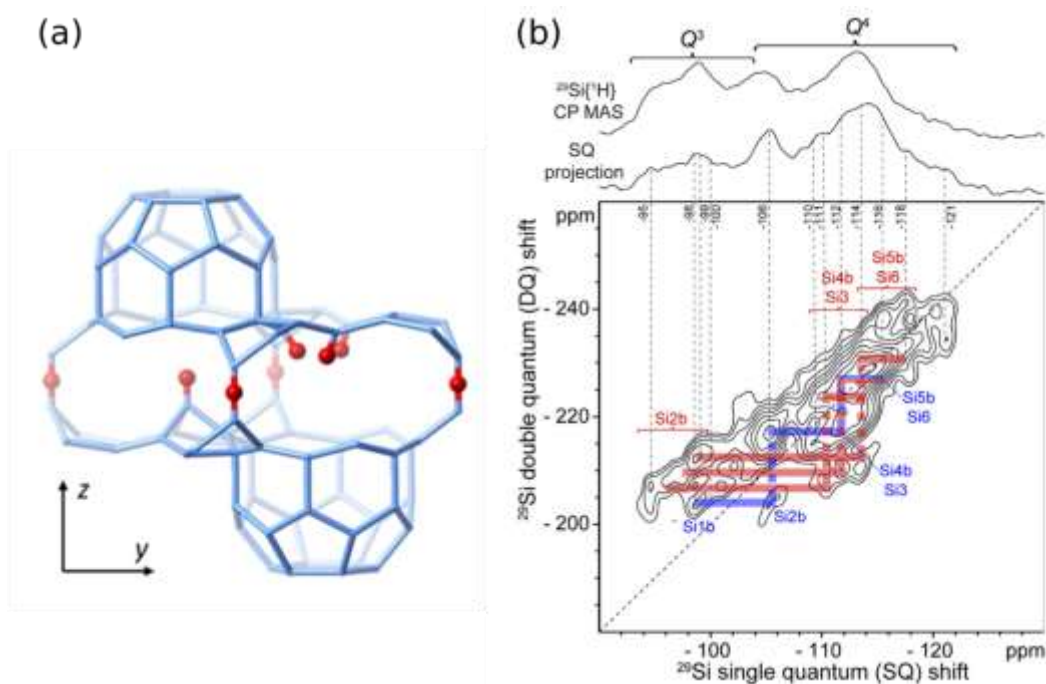 (a)
z
y
(b)
Q³
Q⁴
²⁹Si{¹H}
CP MAS
SQ
projection
ppm
-95
-98
-99
-100
-106
-110
-111
-112
-114
-116
-118
-121
Si5b
Si6
Si4b
Si3
- 240
- 220
- 200
Si2b
Si5b
Si6
Si4b
Si3
Si1b
Si2b
²⁹Si double quantum (DQ) shift
- 100
- 110
- 120
ppm
²⁹Si single quantum (SQ) shift